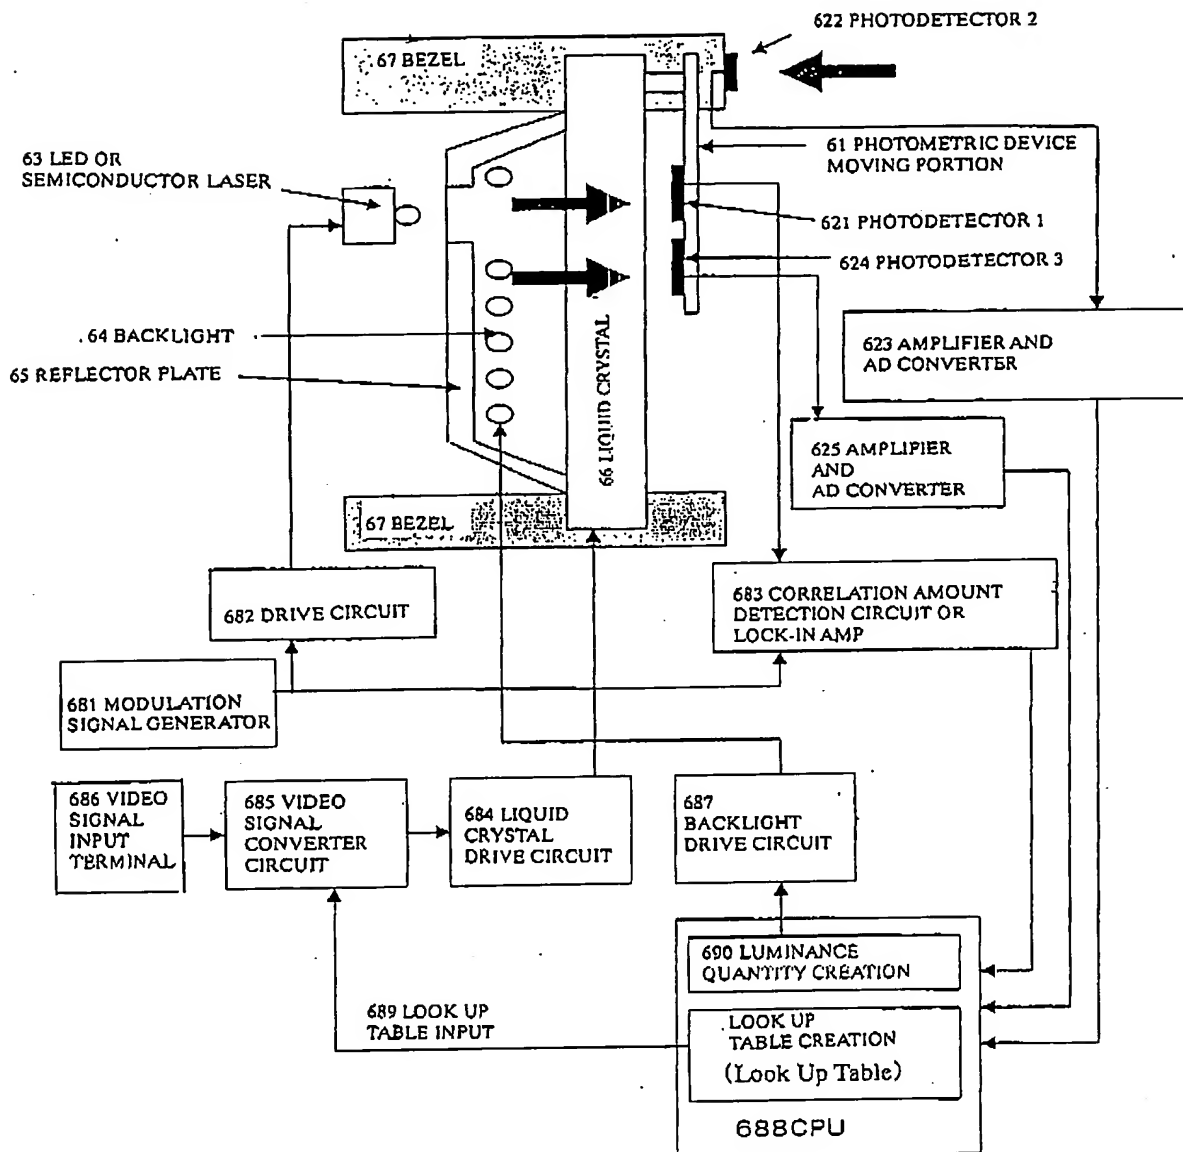 622 PHOTODETECTOR 2
67 BEZEL
63 LED OR
SEMICONDUCTOR LASER
61 PHOTOMETRIC DEVICE
MOVING PORTION
621 PHOTODETECTOR 1
624 PHOTODETECTOR 3
.64 BACKLIGHT
65 REFLECTOR PLATE
66 LIQUID CRYSTAL
623 AMPLIFIER AND
AD CONVERTER
625 AMPLIFIER
AND
AD CONVERTER
67 BEZEL
682 DRIVE CIRCUIT
683 CORRELATION AMOUNT
DETECTION CIRCUIT OR
LOCK-IN AMP
681 MODULATION
SIGNAL GENERATOR
686 VIDEO
SIGNAL
INPUT
TERMINAL
685 VIDEO
SIGNAL
CONVERTER
CIRCUIT
684 LIQUID
CRYSTAL
DRIVE CIRCUIT
687
BACKLIGHT
DRIVE CIRCUIT
690 LUMINANCE
QUANTITY CREATION
689 LOOK UP
TABLE INPUT
LOOK UP
TABLE CREATION
(Look Up Table)
688CPU